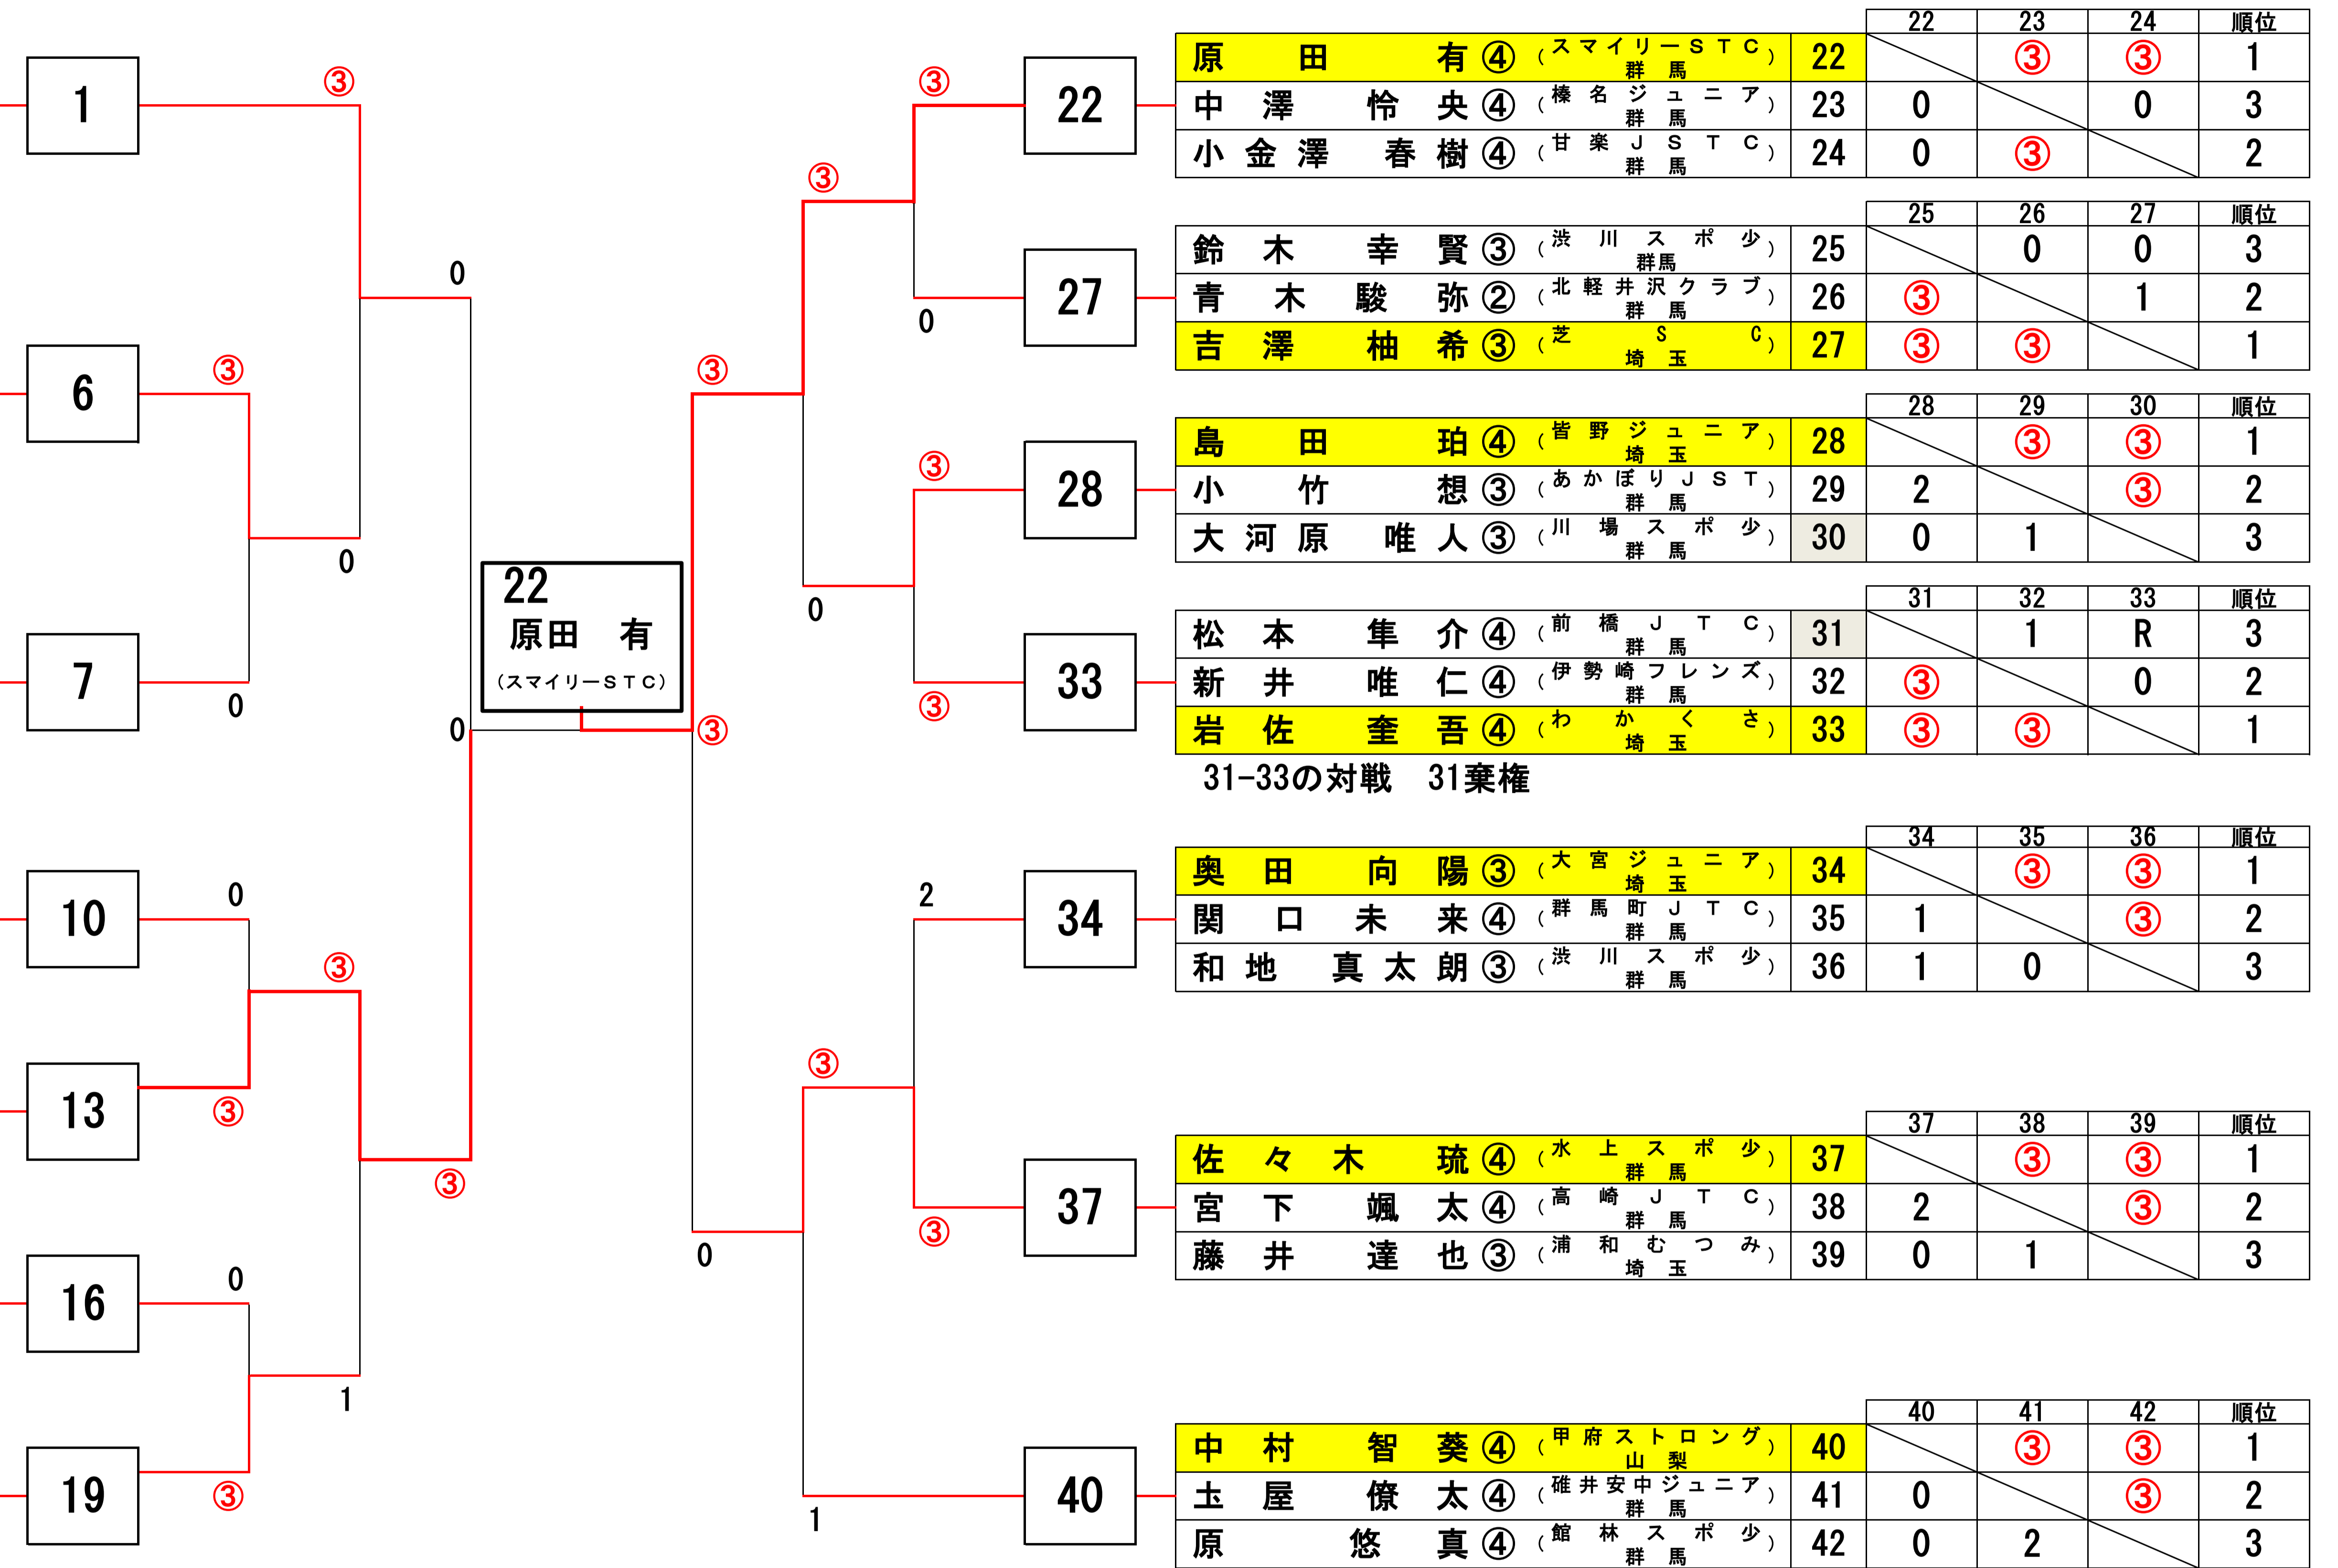 22 23 24 順位
原田 有④ (スマイリーSTC) 群馬 22 ③ ③ 1
中澤 怜央④ (榛名ジュニア) 群馬 23 0 0 3
小金澤 春樹④ (甘楽JSTC) 群馬 24 0 ③ 2
25 26 27 順位
鈴木 幸賢③ (渋川スポ少) 群馬 25 0 0 3
青木 駿弥② (北軽井沢クラブ) 群馬 26 ③ 1 2
吉澤 柚希③ (芝SC) 埼玉 27 ③ ③ 1
28 29 30 順位
島田 珀④ (皆野ジュニア) 埼玉 28 ③ ③ 1
小竹 想③ (あかぼりJST) 群馬 29 2 ③ 2
大河原 唯人③ (川場スポ少) 群馬 30 0 1 3
31 32 33 順位
松本 隼介④ (前橋JTC) 群馬 31 1 R 3
新井 唯仁④ (伊勢崎フレンズ) 群馬 32 ③ 0 2
岩佐 奎吾④ (わかくさ) 埼玉 33 ③ ③ 1
31-33の対戦 31棄権
34 35 36 順位
奥田 向陽③ (大宮ジュニア) 埼玉 34 ③ ③ 1
関口 未来④ (群馬町JTC) 群馬 35 1 ③ 2
和地 真太朗③ (渋川スポ少) 群馬 36 1 0 3
37 38 39 順位
佐々木 琉④ (水上スポ少) 群馬 37 ③ ③ 1
宮下 颯太④ (高崎JTC) 群馬 38 2 ③ 2
藤井 達也③ (浦和むつみ) 埼玉 39 0 1 3
40 41 42 順位
中村 智葵④ (甲府ストロング) 山梨 40 ③ ③ 1
圡屋 僚太④ (碓井安中ジュニア) 群馬 41 0 ③ 2
原 悠真④ (館林スポ少) 群馬 42 0 2 3
1
③
0
6
③
0
7
0
0
10
0
③
13
③
③
16
0
1
19
③
22
原田 有
(スマイリーSTC)
③
③
③
③
22
0
27
③
28
0
③
33
2
34
③
③
37
0
1
40